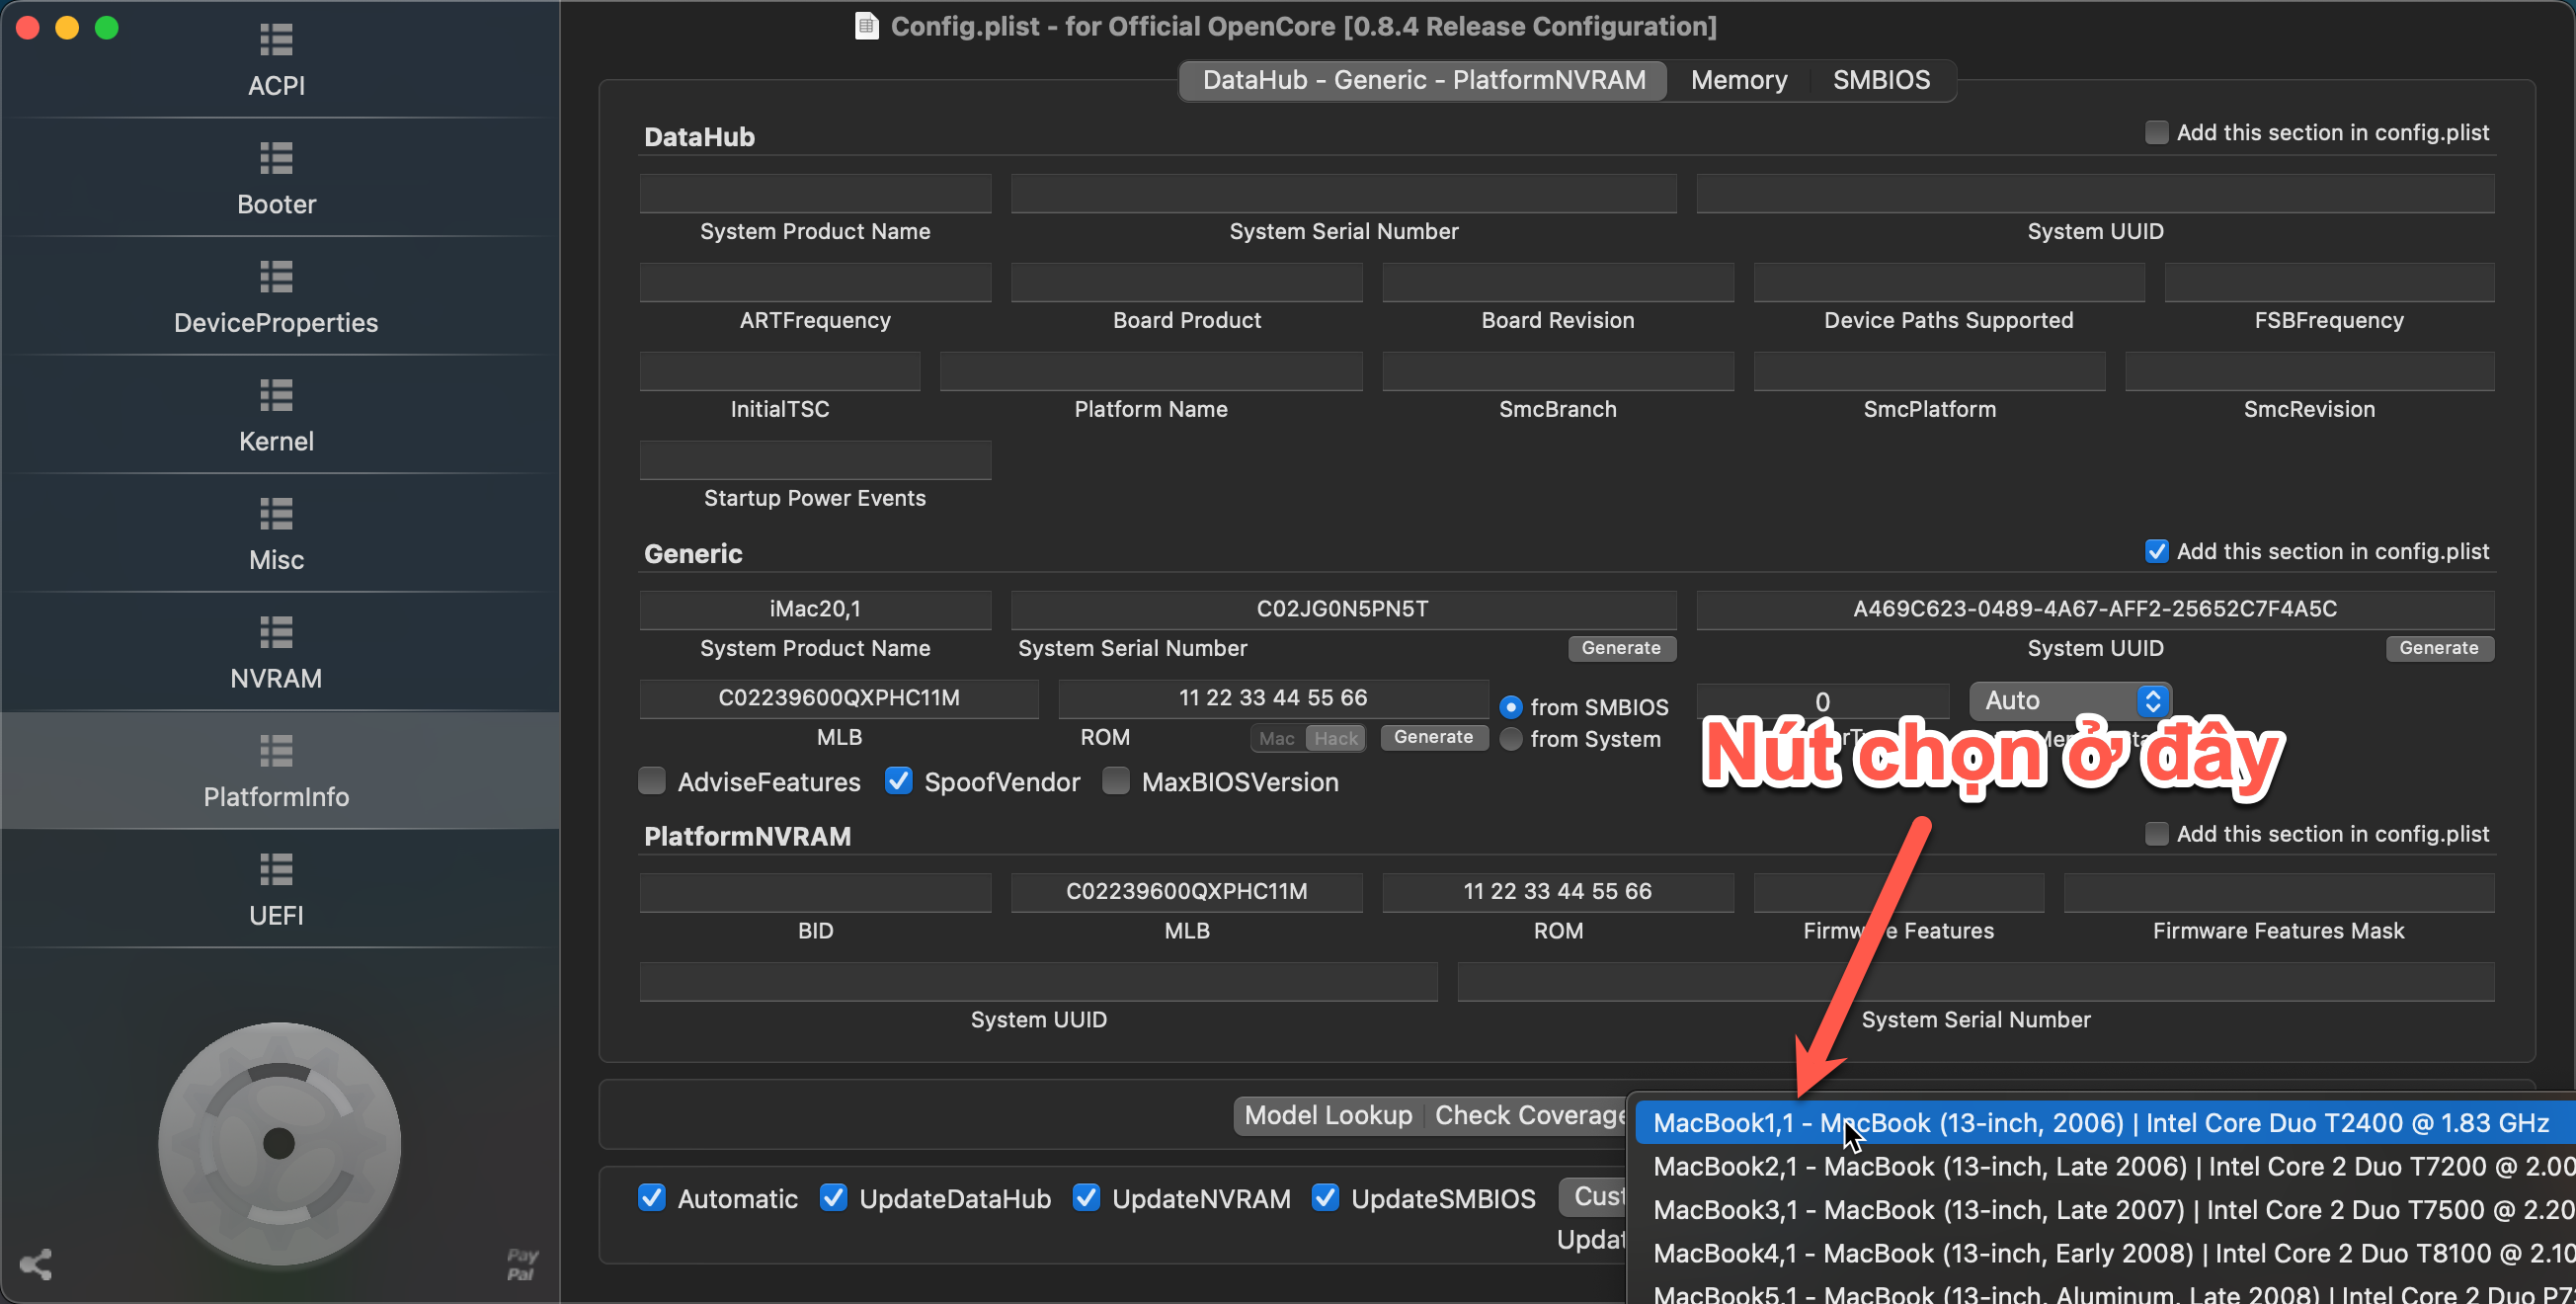 Config.plist - for Official OpenCore [0.8.4 Release Configuration]
ACPI
Booter
DeviceProperties
Kernel
Misc
NVRAM
PlatformInfo
UEFI
Pay
Pal
DataHub - Generic - PlatformNVRAM Memory SMBIOS
DataHub Add this section in config.plist
System Product Name System Serial Number System UUID
ARTFrequency Board Product Board Revision Device Paths Supported FSBFrequency
InitialTSC Platform Name SmcBranch SmcPlatform SmcRevision
Startup Power Events
Generic Add this section in config.plist
iMac20,1 C02JG0N5PN5T A469C623-0489-4A67-AFF2-25652C7F4A5C
System Product Name System Serial Number Generate System UUID Generate
C02239600QXPHC11M 11 22 33 44 55 66 from SMBIOS 0 Auto
MLB ROM Mac Hack Generate from System
Nút chọn ở đây
AdviseFeatures SpoofVendor MaxBIOSVersion
PlatformNVRAM Add this section in config.plist
C02239600QXPHC11M 11 22 33 44 55 66
BID MLB ROM Firmware Features Firmware Features Mask
System UUID System Serial Number
Model Lookup Check Coverage
MacBook1,1 - MacBook (13-inch, 2006) | Intel Core Duo T2400 @ 1.83 GHz
MacBook2,1 - MacBook (13-inch, Late 2006) | Intel Core 2 Duo T7200 @ 2.00
Automatic UpdateDataHub UpdateNVRAM UpdateSMBIOS Cust
MacBook3,1 - MacBook (13-inch, Late 2007) | Intel Core 2 Duo T7500 @ 2.20
Updat
MacBook4,1 - MacBook (13-inch, Early 2008) | Intel Core 2 Duo T8100 @ 2.10
MacBook5,1 - MacBook (13-inch, Aluminum, Late 2008) | Intel Core 2 Duo P7